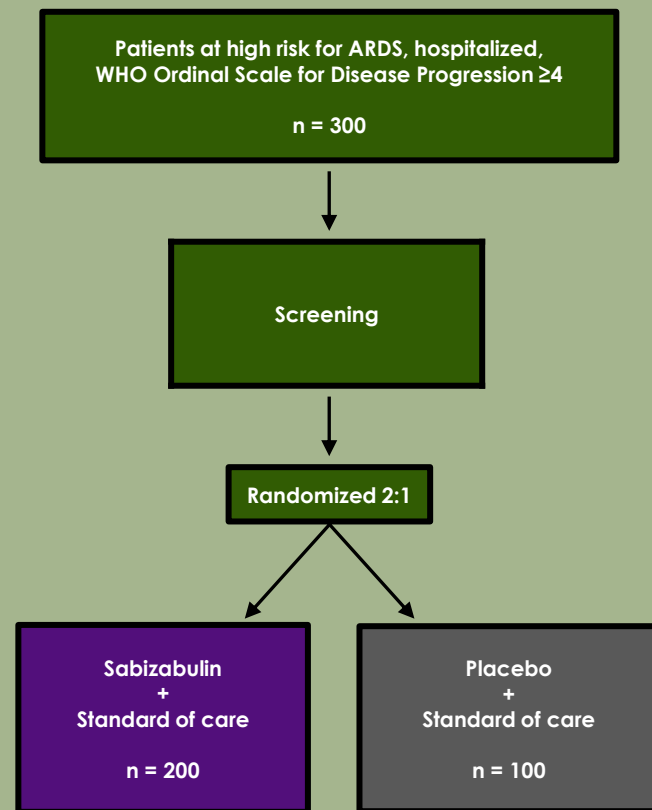 Patients at high risk for ARDS, hospitalized,
WHO Ordinal Scale for Disease Progression ≥4
n = 300
Screening
Randomized 2:1
Sabizabulin
+
Standard of care
n = 200
Placebo
+
Standard of care
n = 100